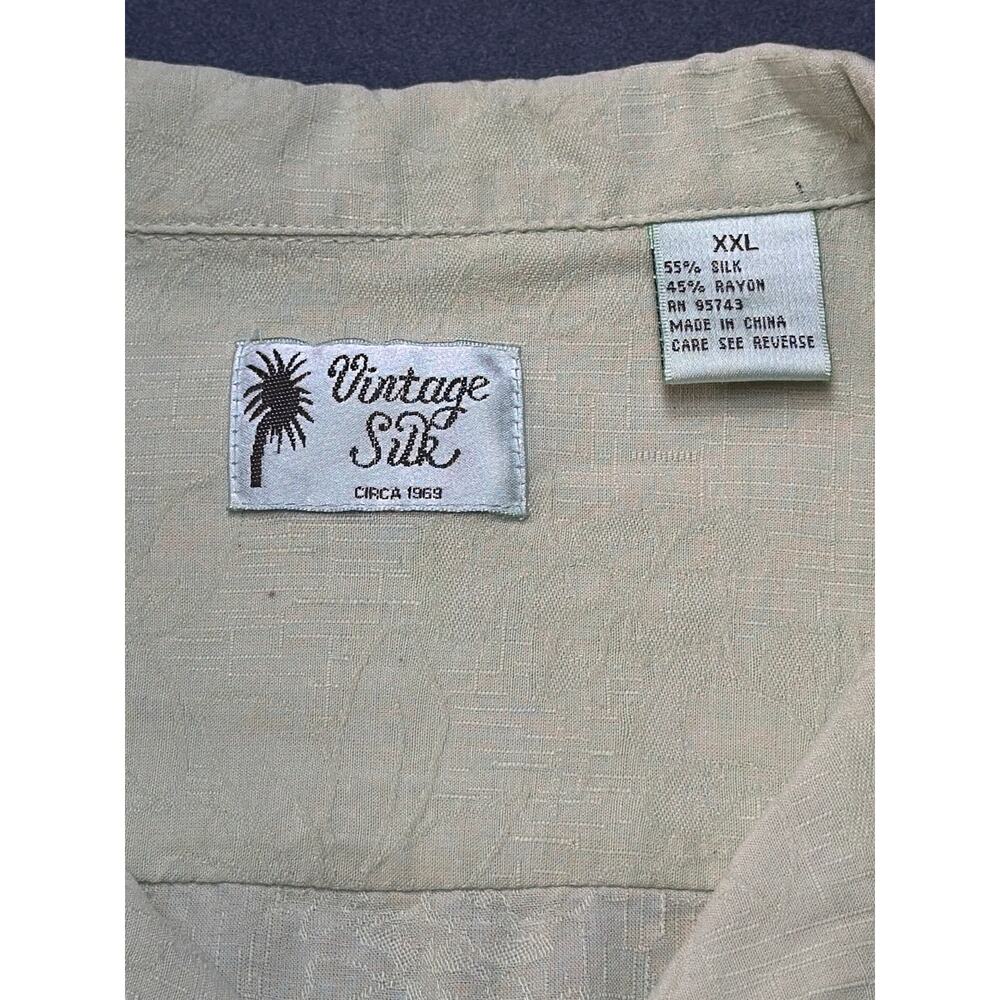 Vintage
Silk
CIRCA 1969
XXL
55% SILK
45% RAYON
RN 95743
MADE IN CHINA
CARE SEE REVERSE